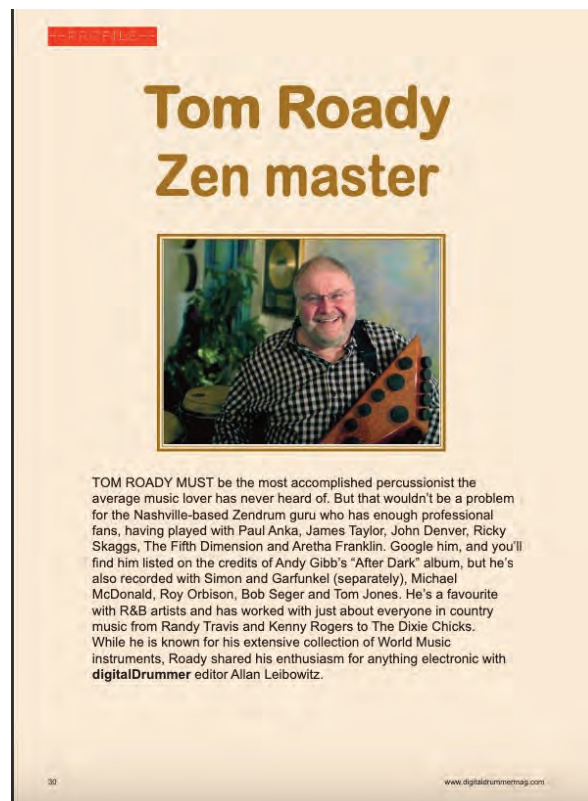 --PROFILE--
Tom Roady
Zen master
TOM ROADY MUST be the most accomplished percussionist the
average music lover has never heard of. But that wouldn't be a problem
for the Nashville-based Zendrum guru who has enough professional
fans, having played with Paul Anka, James Taylor, John Denver, Ricky
Skaggs, The Fifth Dimension and Aretha Franklin. Google him, and you'll
find him listed on the credits of Andy Gibb's "After Dark" album, but he's
also recorded with Simon and Garfunkel (separately), Michael
McDonald, Roy Orbison, Bob Seger and Tom Jones. He's a favourite
with R&B artists and has worked with just about everyone in country
music from Randy Travis and Kenny Rogers to The Dixie Chicks.
While he is known for his extensive collection of World Music
instruments, Roady shared his enthusiasm for anything electronic with
digitalDrummer editor Allan Leibowitz.
30
www.digitaldrummermag.com